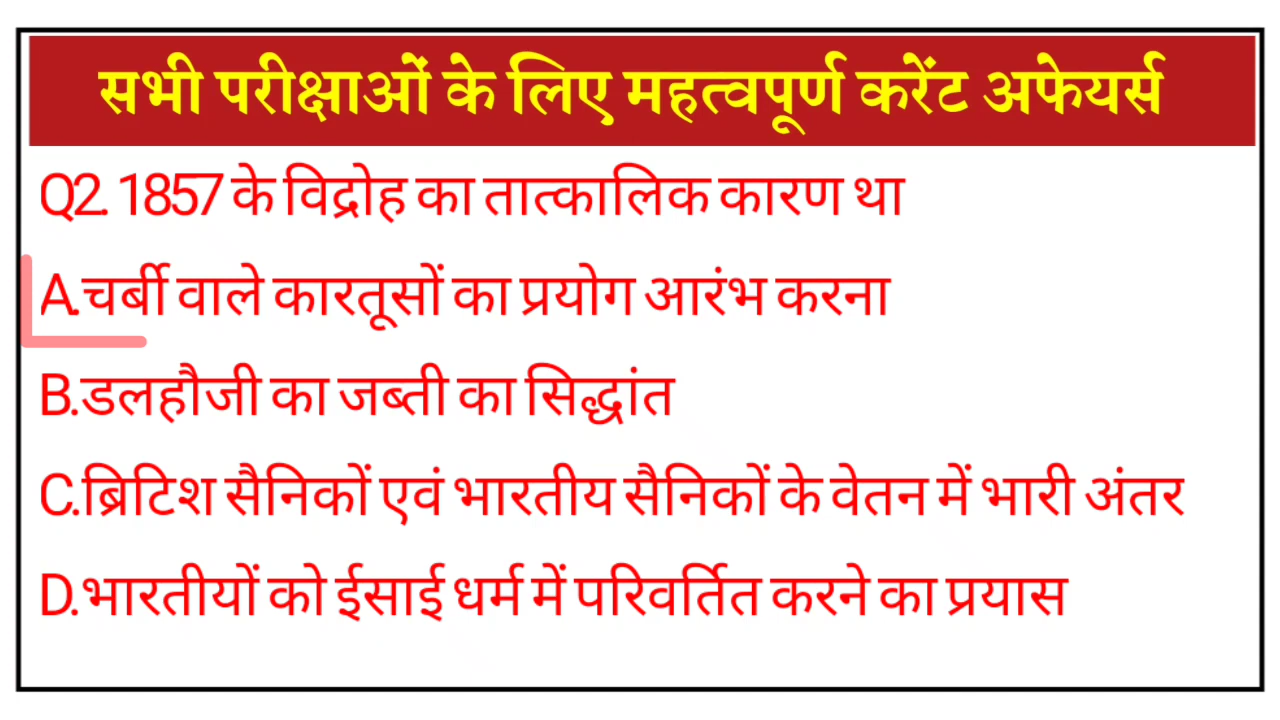 सभी परीक्षाओं के लिए महत्वपूर्ण करेंट अफेयर्स
Q2. 1857 के विद्रोह का तात्कालिक कारण था
A.चर्बी वाले कारतूसों का प्रयोग आरंभ करना
B.डलहौजी का जब्ती का सिद्धांत
C.ब्रिटिश सैनिकों एवं भारतीय सैनिकों के वेतन में भारी अंतर
D.भारतीयों को ईसाई धर्म में परिवर्तित करने का प्रयास